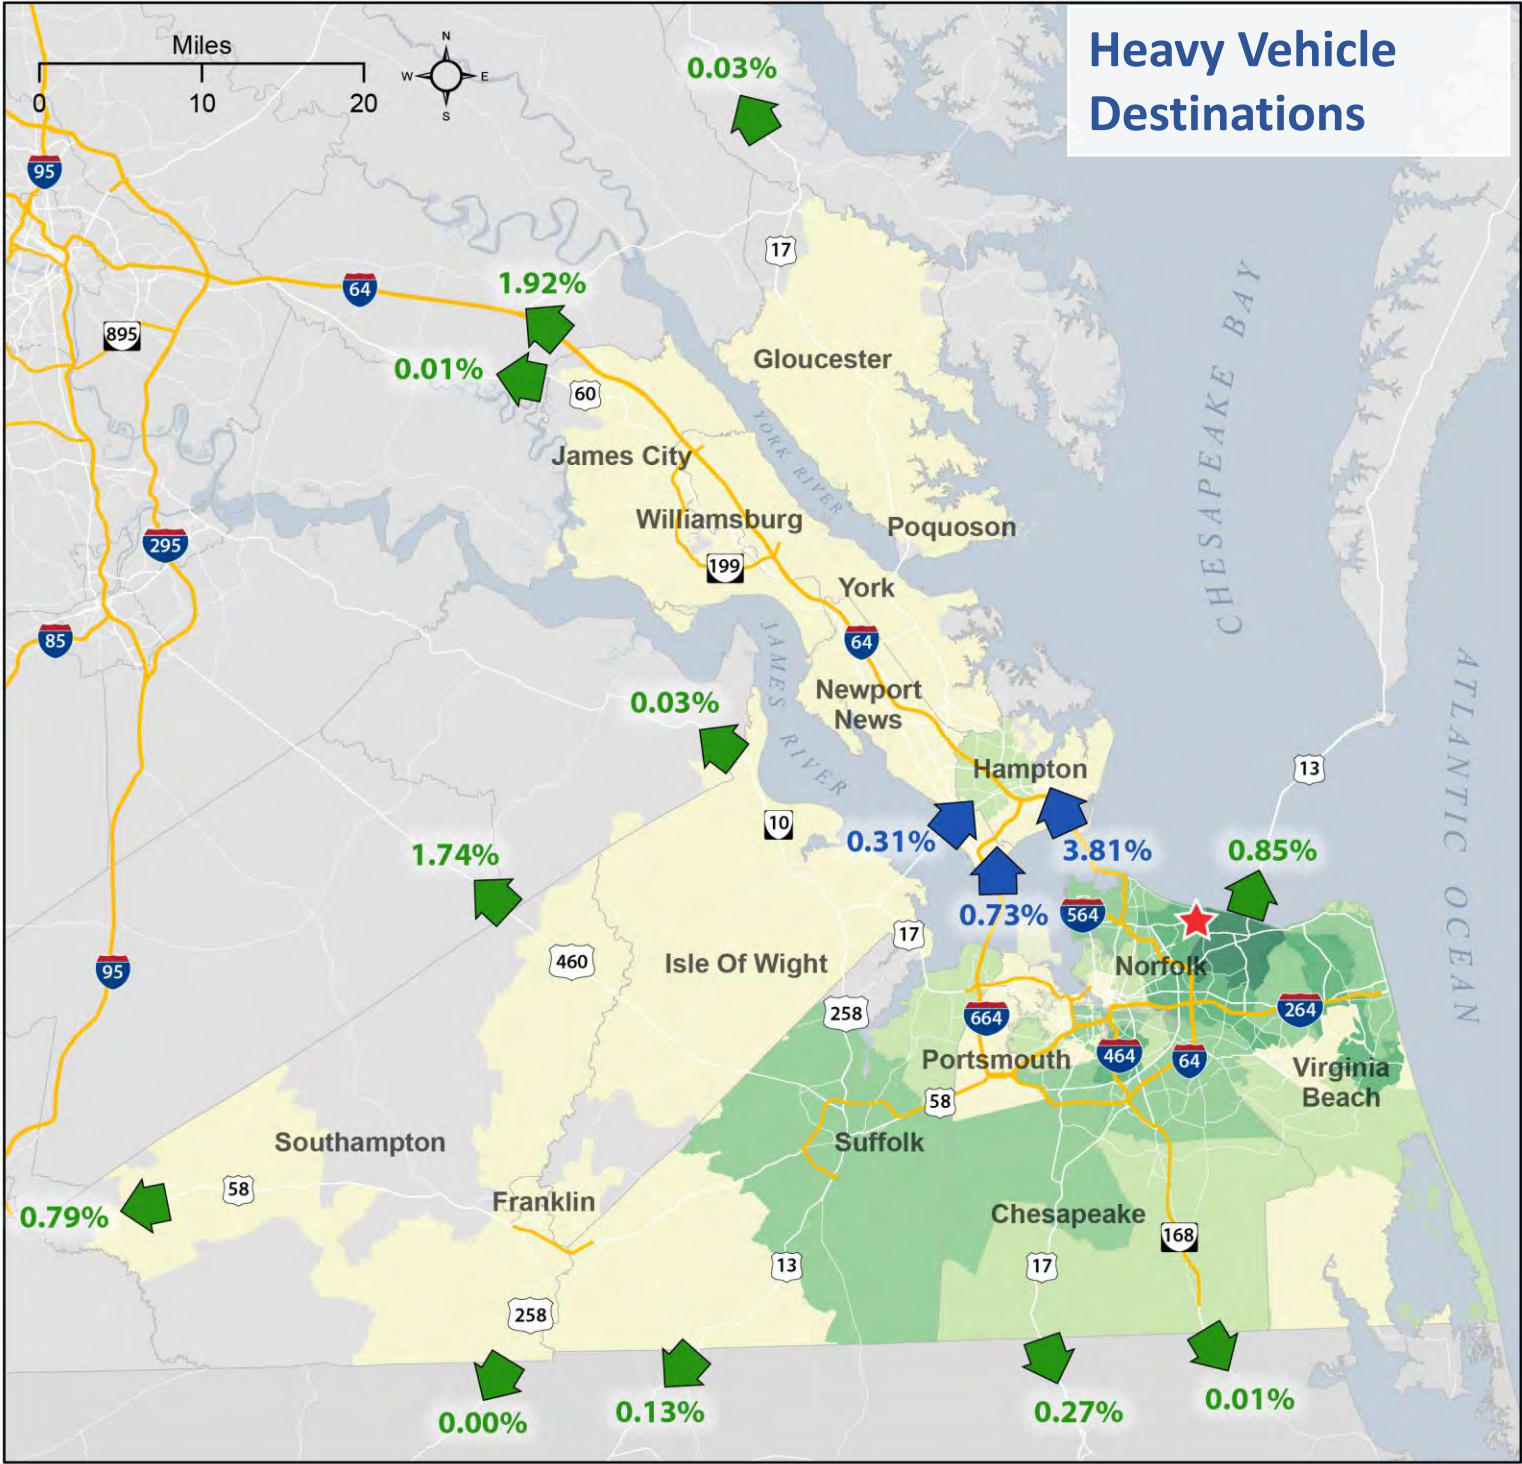 Heavy Vehicle
Destinations
Miles
0 10 20
N
W E
S
0.03%
95
17
64
1.92%
895
0.01%
60
Gloucester
CHESAPEAKE BAY
YORK RIVER
James City
Williamsburg
Poquoson
199
295
York
85
64
JAMES RIVER
ATLANTIC OCEAN
Newport
News
0.03%
Hampton
13
10
0.31%
3.81%
0.85%
1.74%
0.73%
564
17
460
Isle Of Wight
Norfolk
95
258
664
264
Portsmouth
464
64
Virginia
Beach
58
Southampton
Suffolk
58
Franklin
0.79%
Chesapeake
168
13
17
258
0.00%
0.13%
0.27%
0.01%